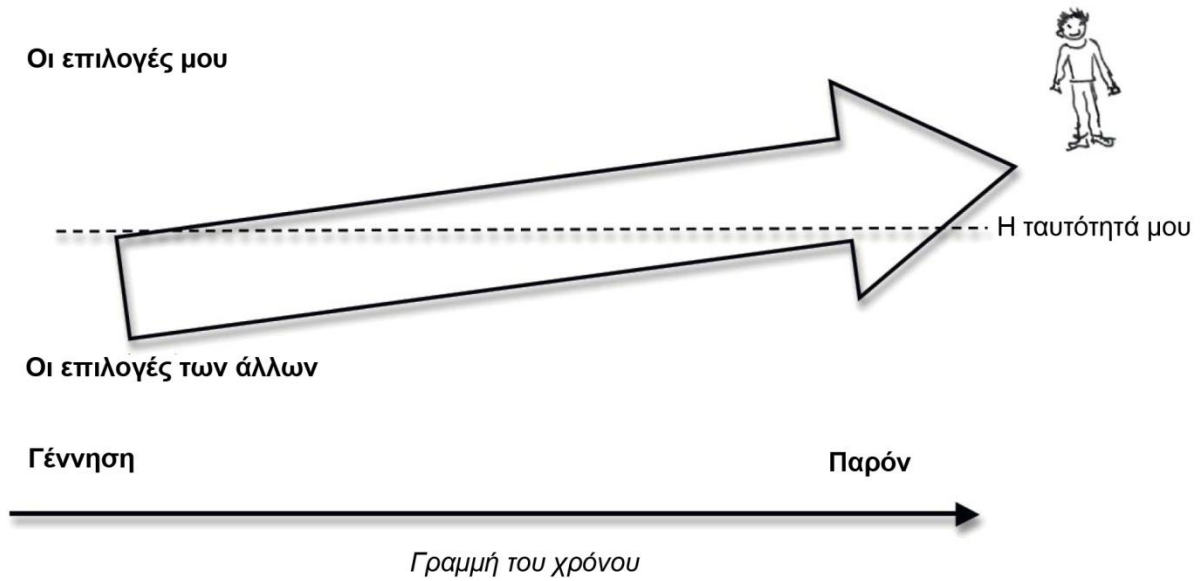 Οι επιλογές μου
Η ταυτότητά μου
Οι επιλογές των άλλων
Γέννηση
Παρόν
Γραμμή του χρόνου